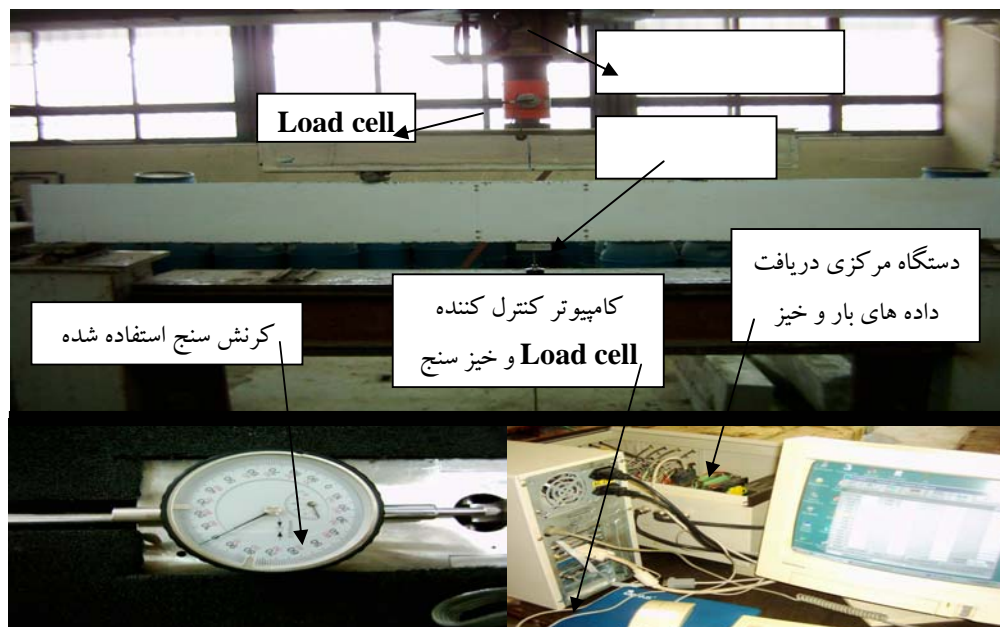 Load cell
دستگاه مرکزی دریافت
داده های بار و خیز
کامپیوتر کنترل کننده
Load cell و خیز سنج
کرنش سنج استفاده شده